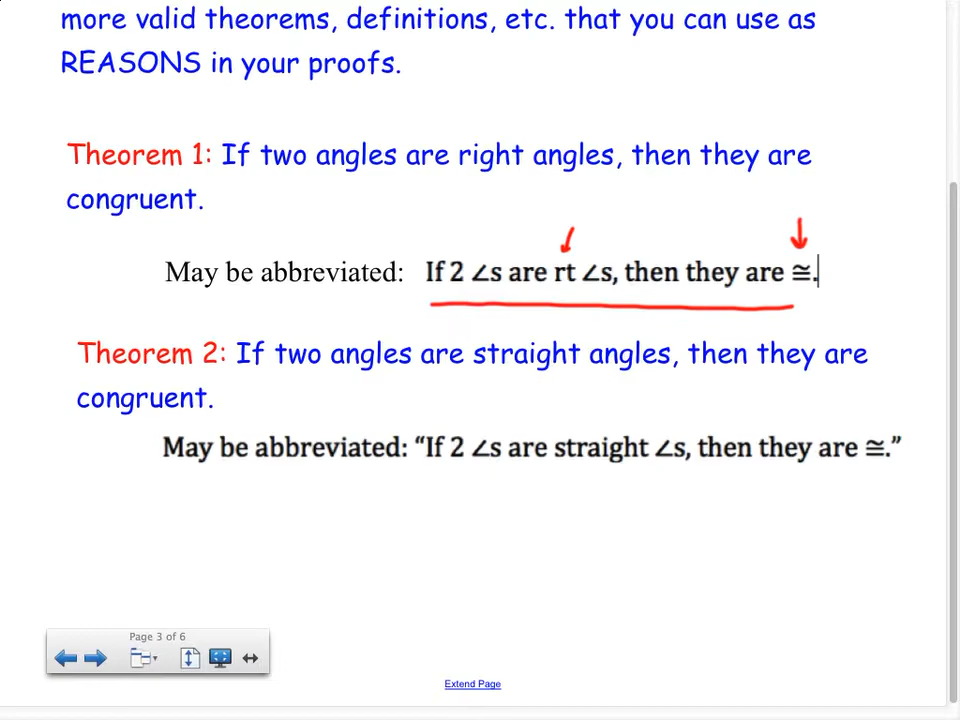 more valid theorems, definitions, etc. that you can use as
REASONS in your proofs.
Theorem 1: If two angles are right angles, then they are
congruent.
May be abbreviated: If 2 ∠s are rt ∠s, then they are ≅.
Theorem 2: If two angles are straight angles, then they are
congruent.
May be abbreviated: “If 2 ∠s are straight ∠s, then they are ≅.”
Page 3 of 6
Extend Page